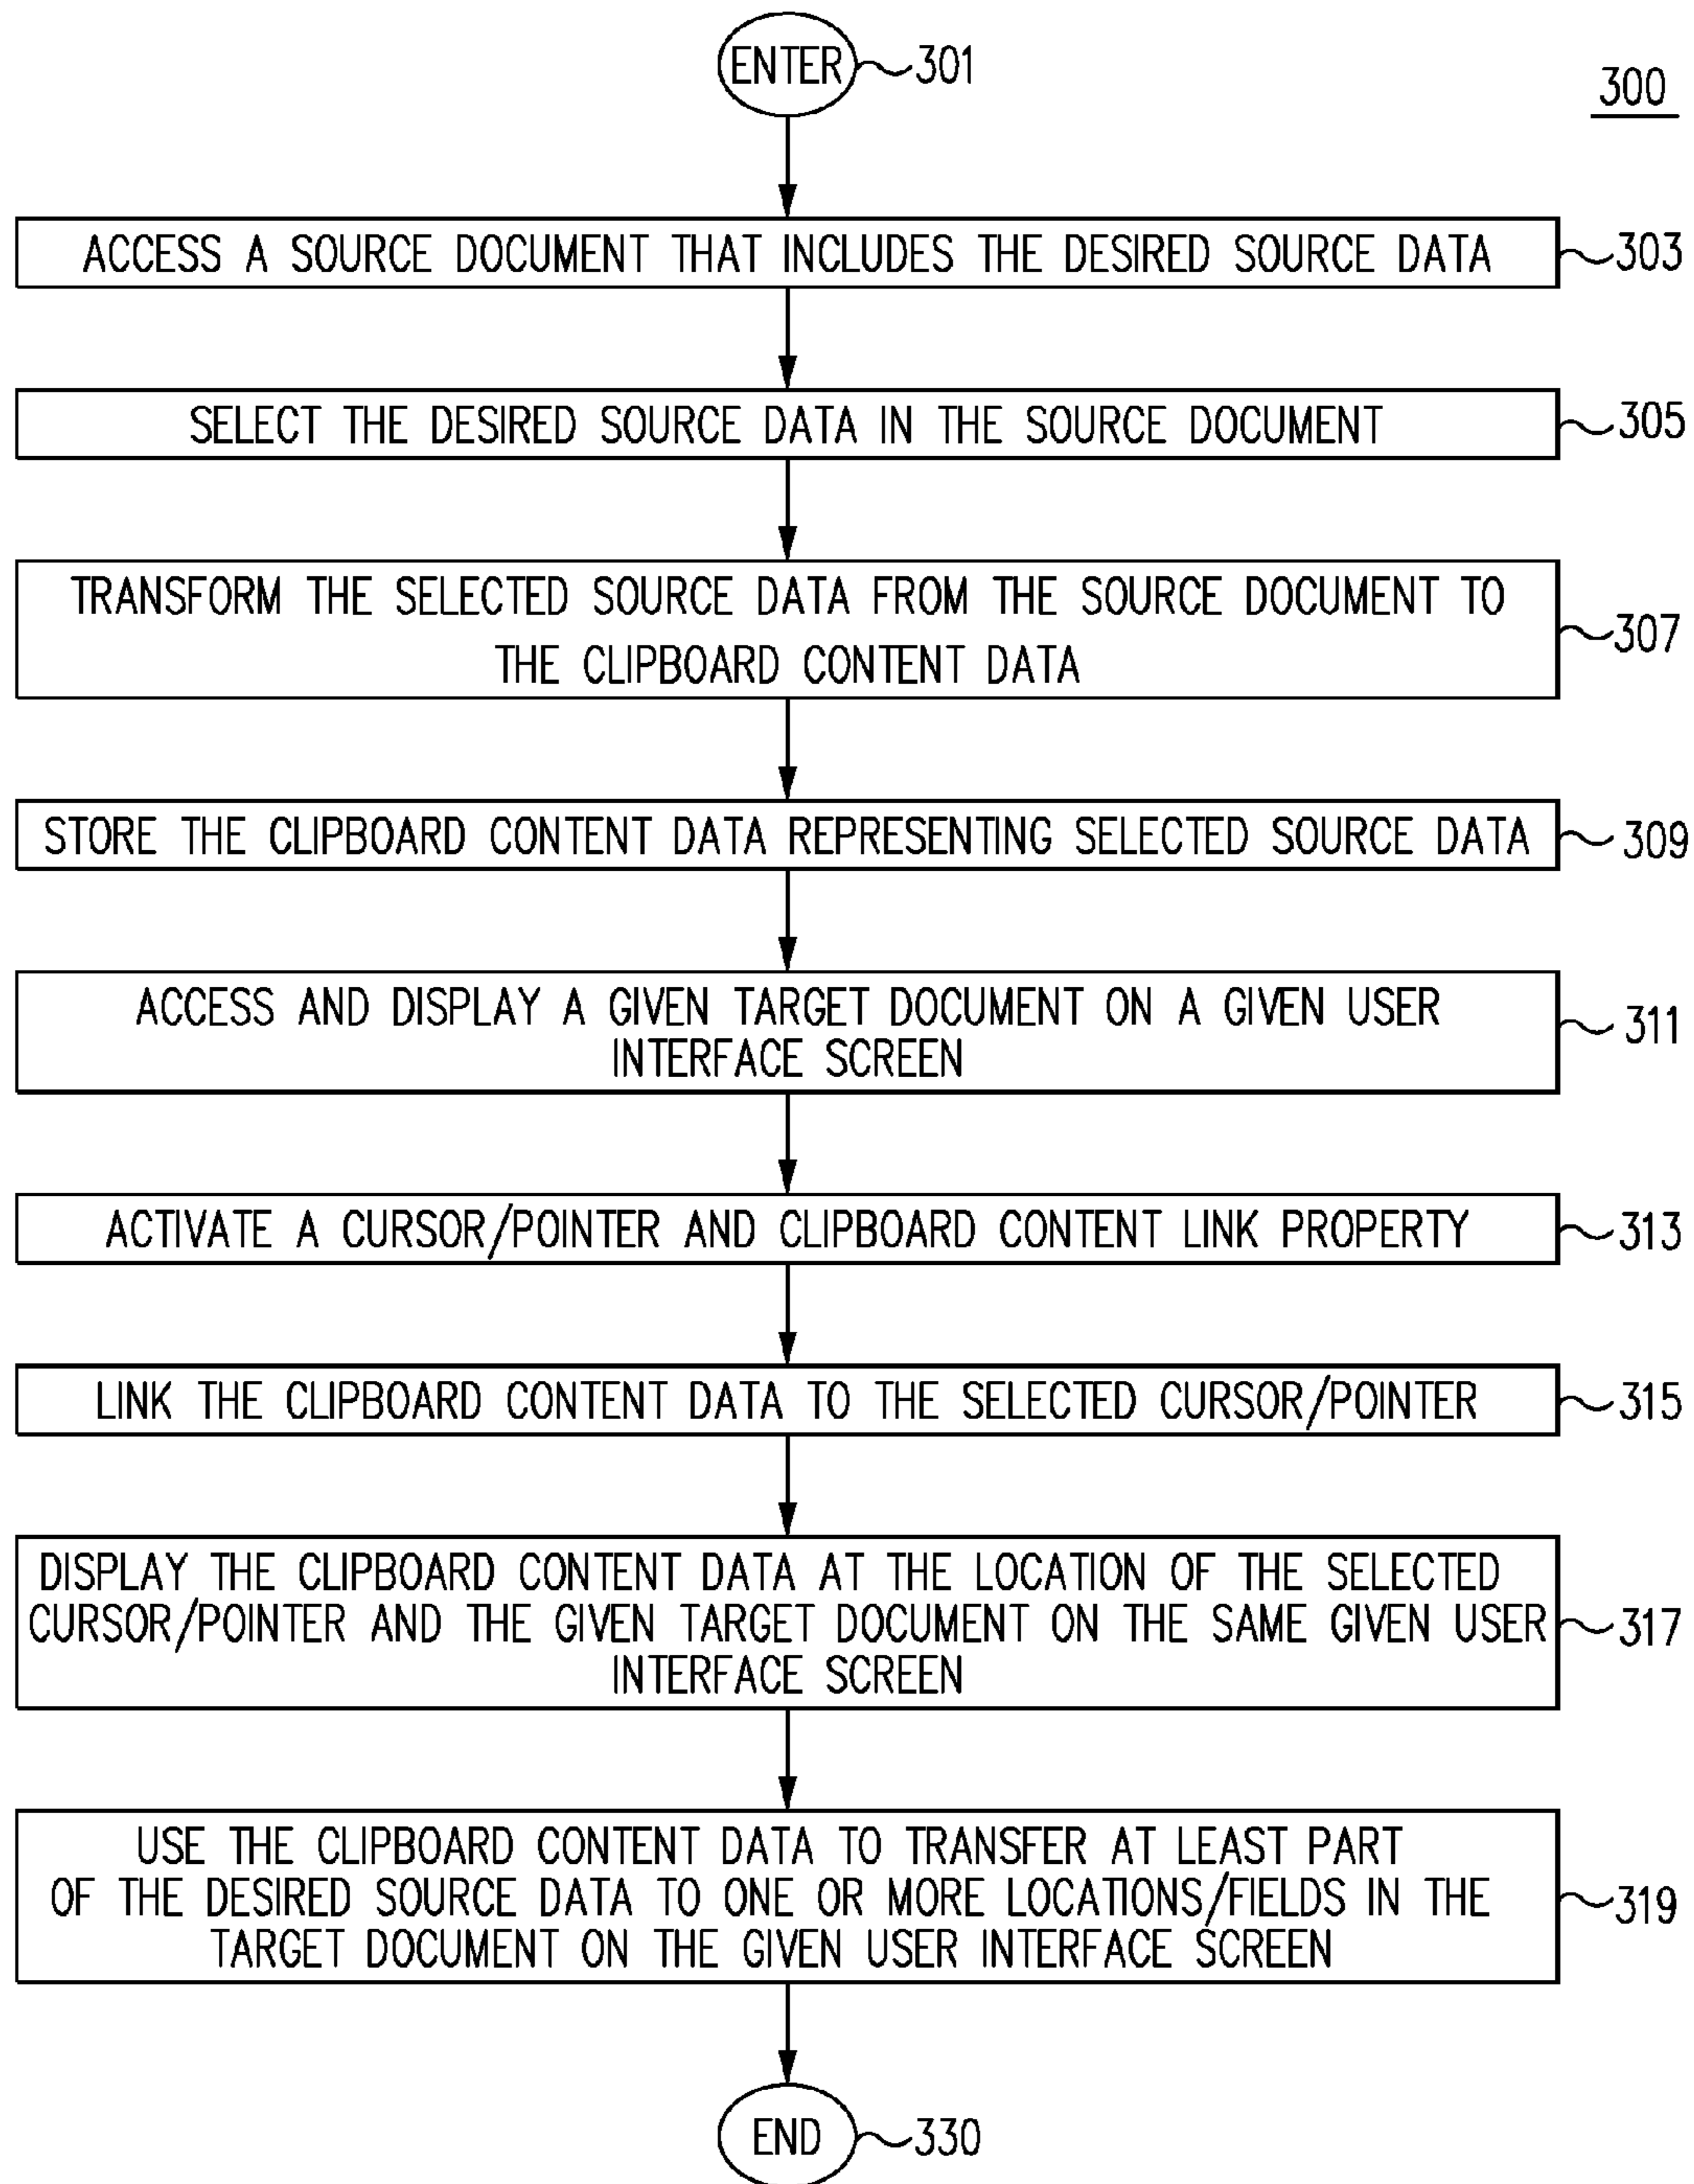 ENTER 301
300
ACCESS A SOURCE DOCUMENT THAT INCLUDES THE DESIRED SOURCE DATA 303
SELECT THE DESIRED SOURCE DATA IN THE SOURCE DOCUMENT 305
TRANSFORM THE SELECTED SOURCE DATA FROM THE SOURCE DOCUMENT TO
THE CLIPBOARD CONTENT DATA
307
STORE THE CLIPBOARD CONTENT DATA REPRESENTING SELECTED SOURCE DATA 309
ACCESS AND DISPLAY A GIVEN TARGET DOCUMENT ON A GIVEN USER
INTERFACE SCREEN
311
ACTIVATE A CURSOR/POINTER AND CLIPBOARD CONTENT LINK PROPERTY 313
LINK THE CLIPBOARD CONTENT DATA TO THE SELECTED CURSOR/POINTER 315
DISPLAY THE CLIPBOARD CONTENT DATA AT THE LOCATION OF THE SELECTED
CURSOR/POINTER AND THE GIVEN TARGET DOCUMENT ON THE SAME GIVEN USER 317
INTERFACE SCREEN
USE THE CLIPBOARD CONTENT DATA TO TRANSFER AT LEAST PART
OF THE DESIRED SOURCE DATA TO ONE OR MORE LOCATIONS/FIELDS IN THE 319
TARGET DOCUMENT ON THE GIVEN USER INTERFACE SCREEN
END 330